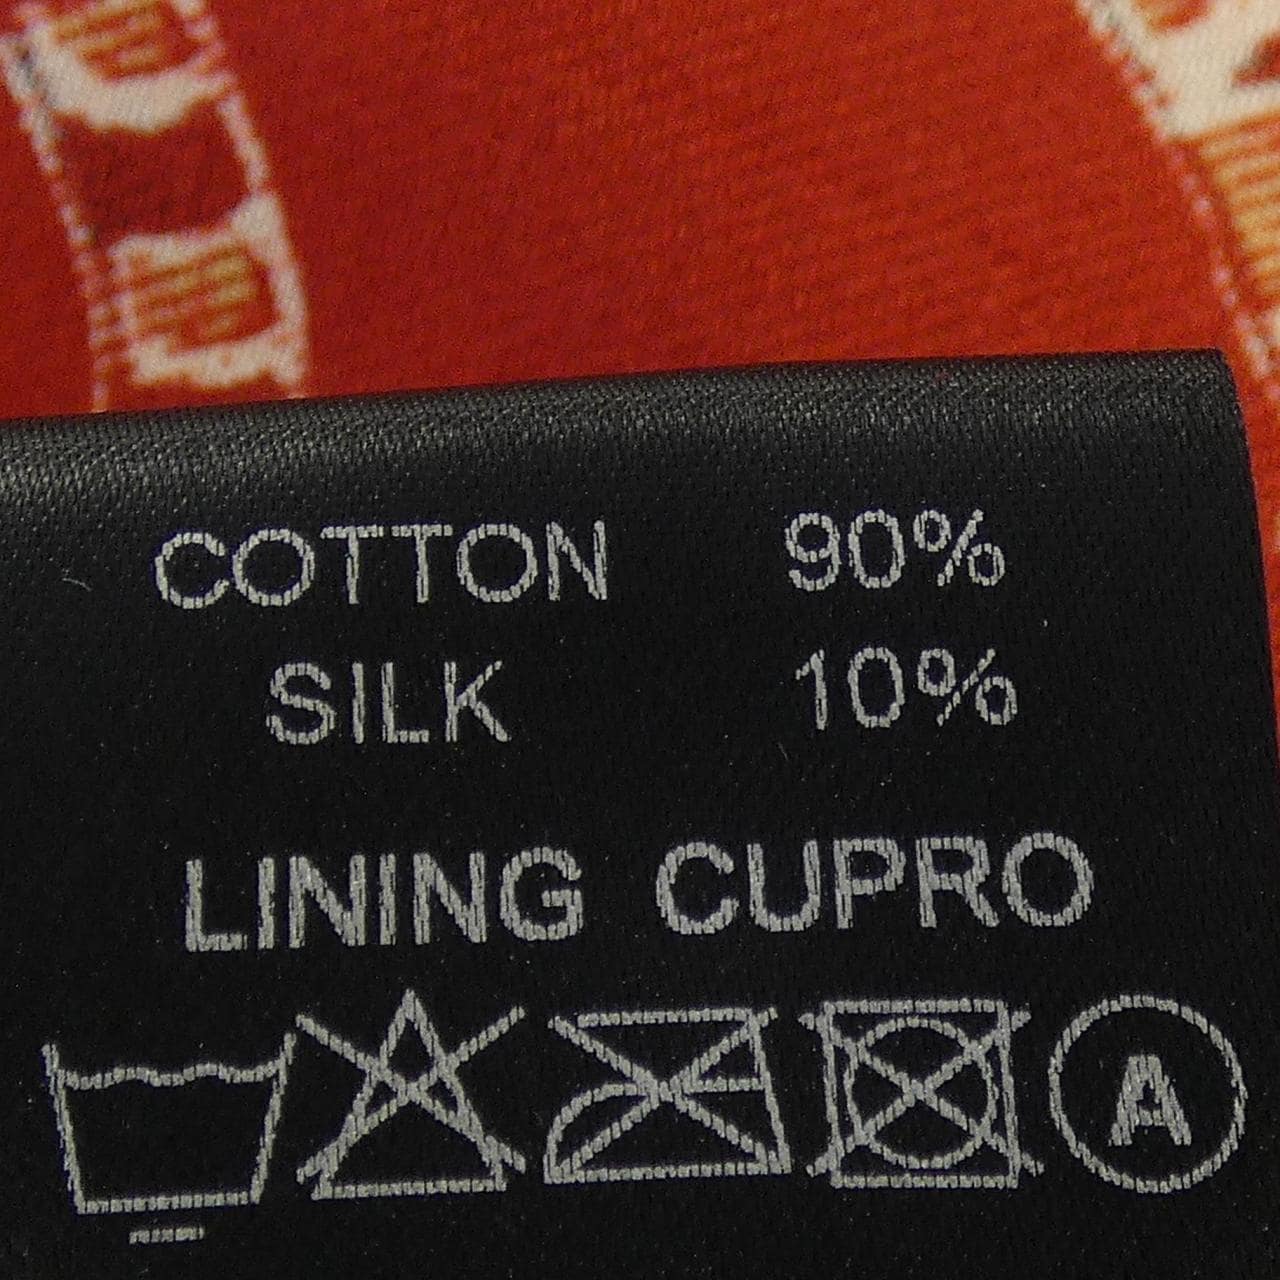 COTTON 90%
SILK 10%
LINING CUPRO
A